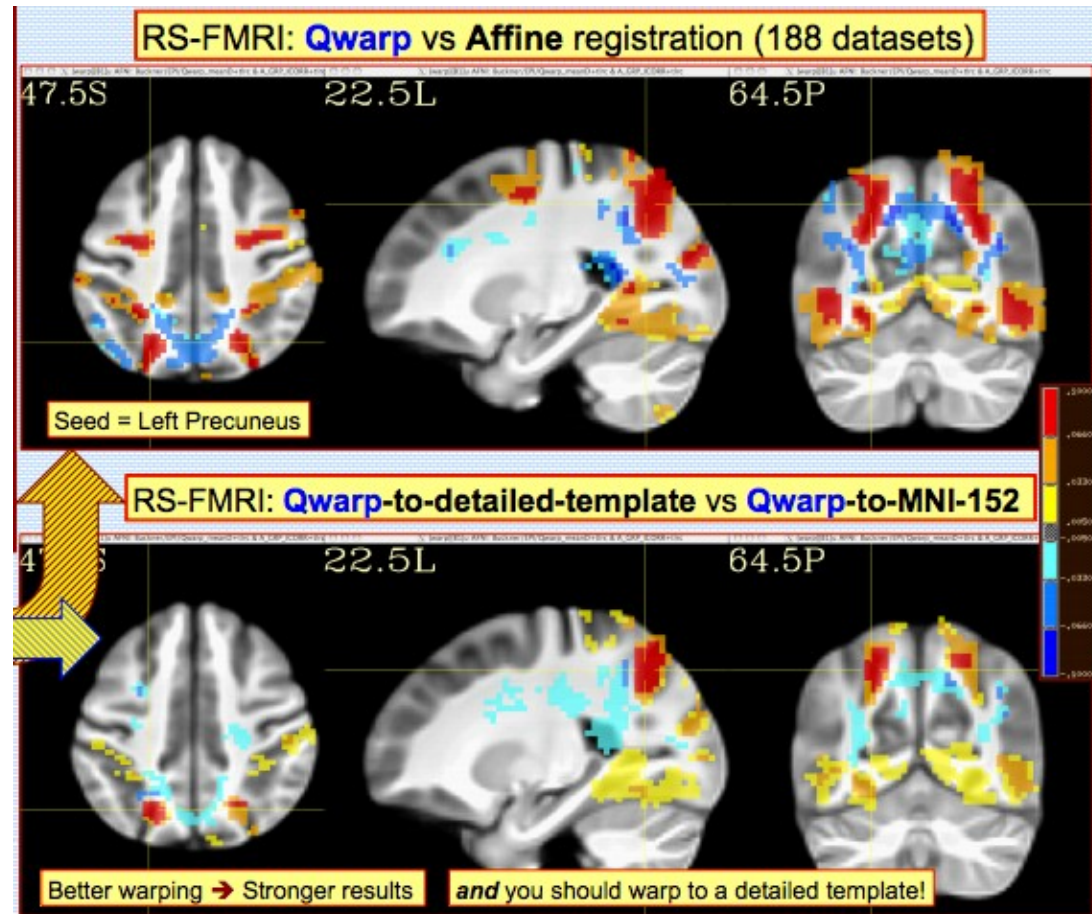 RS-FMRI: Qwarp vs Affine registration (188 datasets)
47.5S 22.5L 64.5P
Seed = Left Precuneus
RS-FMRI: Qwarp-to-detailed-template vs Qwarp-to-MNI-152
22.5L 64.5P
Better warping ➔ Stronger results
and you should warp to a detailed template!